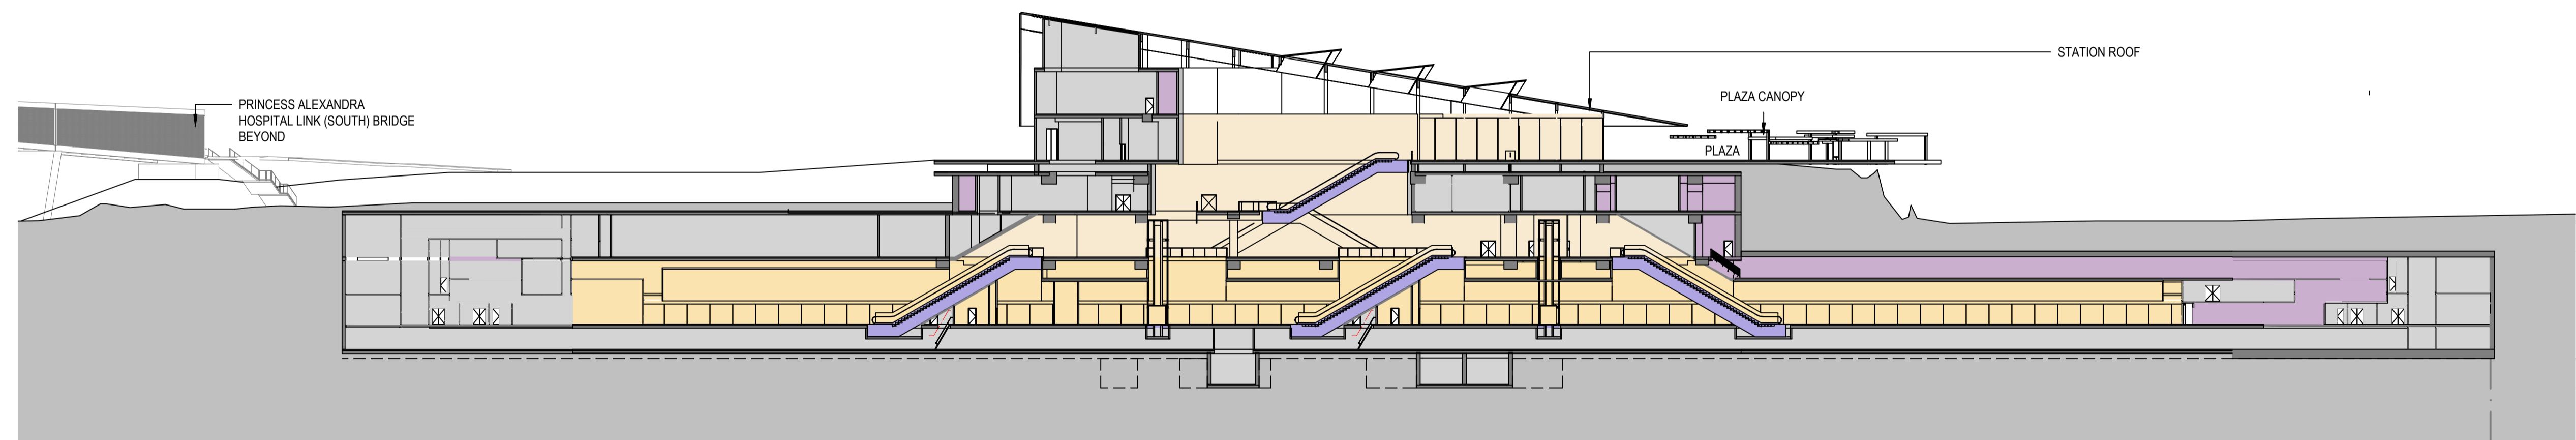 STATION ROOF
PLAZA CANOPY
PRINCESS ALEXANDRA
HOSPITAL LINK (SOUTH) BRIDGE
BEYOND
PLAZA